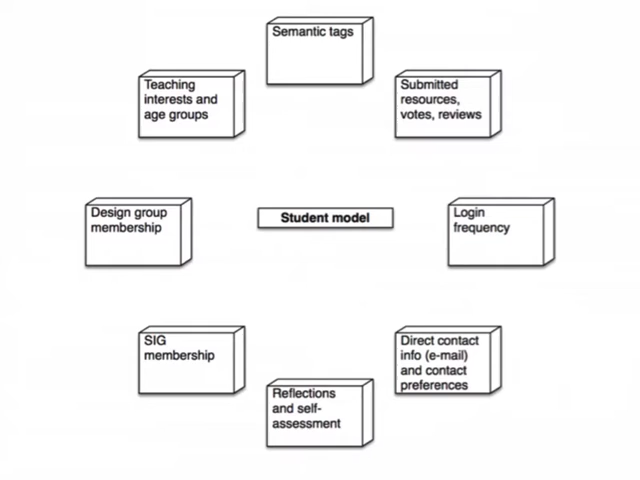 Semantic tags
Teaching
interests and
age groups
Submitted
resources,
votes, reviews
Design group
membership
Student model
Login
frequency
SIG
membership
Direct contact
info (e-mail)
and contact
preferences
Reflections
and self-
assessment